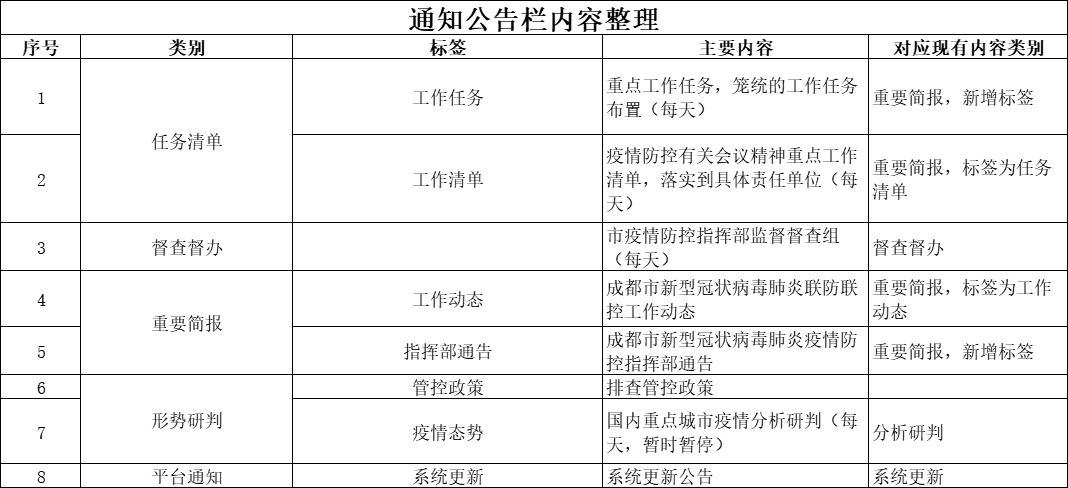 通知公告栏内容整理
序号 类别 标签 主要内容 对应现有内容类别
1 任务清单 工作任务 重点工作任务，笼统的工作任务
布置（每天） 重要简报，新增标签
2 工作清单 疫情防控有关会议精神重点工作
清单，落实到具体责任单位（每
天） 重要简报，标签为任务
清单
3 督查督办 市疫情防控指挥部监督督查组
（每天） 督查督办
4 重要简报 工作动态 成都市新型冠状病毒肺炎联防联
控工作动态 重要简报，标签为工作
动态
5 指挥部通告 成都市新型冠状病毒肺炎疫情防
控指挥部通告 重要简报，新增标签
6 形势研判 管控政策 排查管控政策
7 疫情态势 国内重点城市疫情分析研判（每
天，暂时暂停） 分析研判
8 平台通知 系统更新 系统更新公告 系统更新